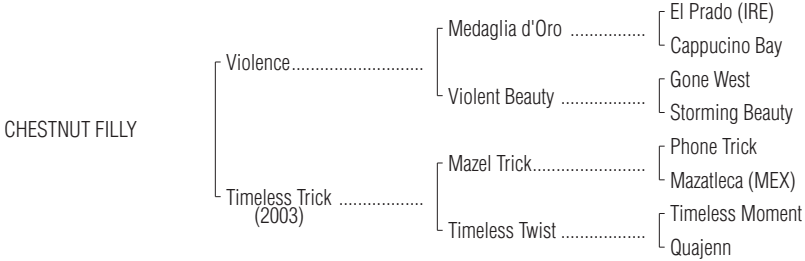 El Prado (IRE)
Medaglia d'Oro ................
Cappucino Bay
Violence............................
Gone West
Violent Beauty ..................
Storming Beauty
CHESTNUT FILLY
Phone Trick
Mazel Trick........................
Mazatleca (MEX)
Timeless Trick ..................
(2003)
Timeless Moment
Timeless Twist ..................
Quajenn